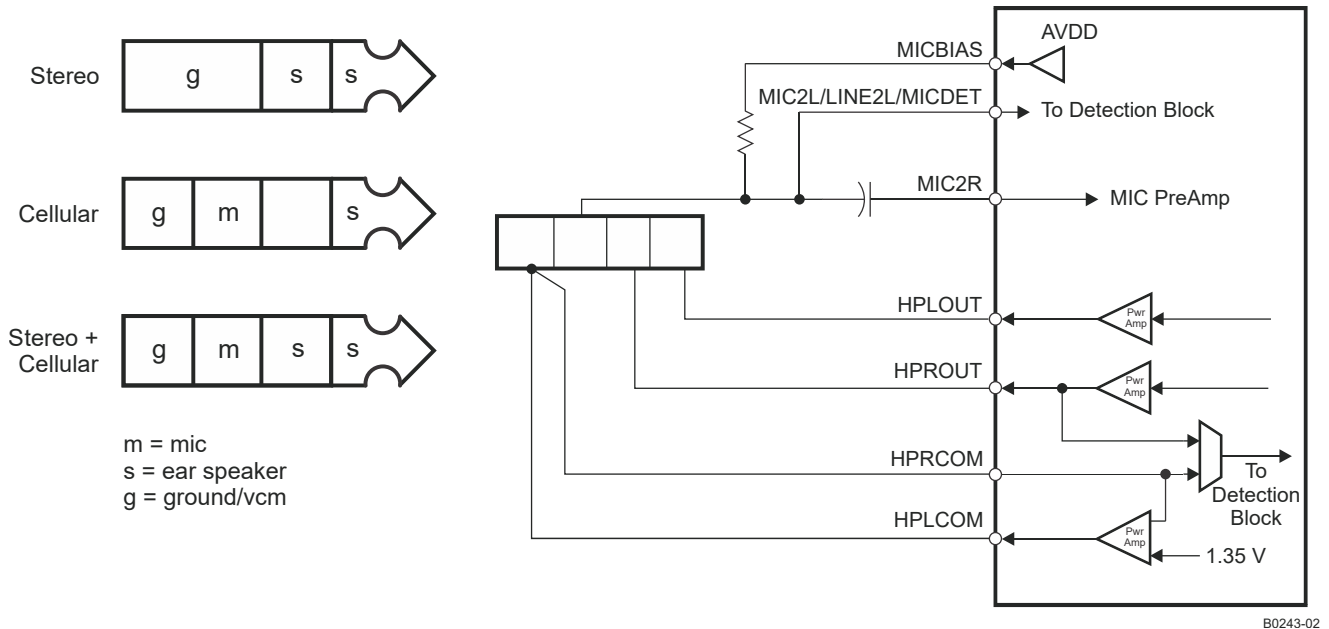 Stereo
g s s
Cellular
g m s
Stereo +
Cellular
g m s s
m = mic
s = ear speaker
g = ground/vcm
MICBIAS
AVDD
MIC2L/LINE2L/MICDET
To Detection Block
MIC2R
MIC PreAmp
HPLOUT
Pwr
Amp
HPROUT
Pwr
Amp
HPRCOM
To
Detection
Block
HPLCOM
Pwr
Amp
1.35 V
B0243-02